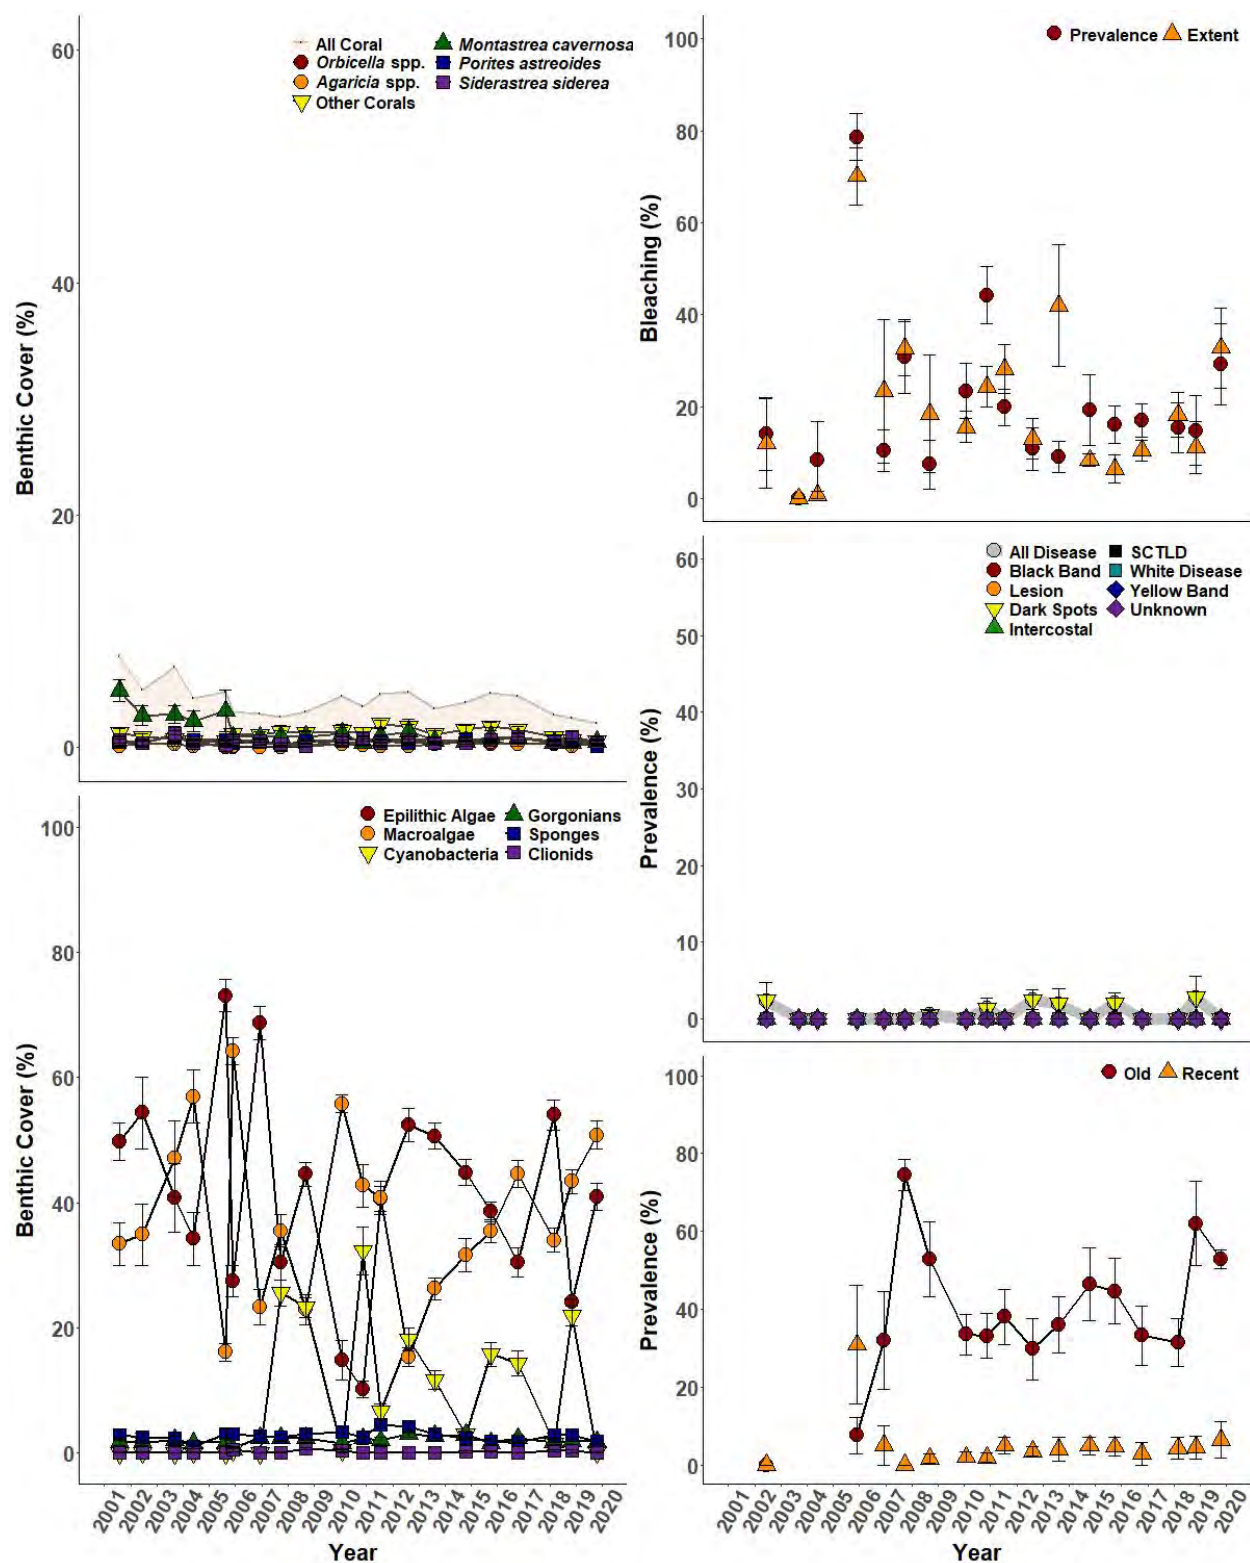 60
40
20
0
Benthic Cover (%)
All Coral
Orbicella spp.
Agaricia spp.
Other Corals
Montastrea cavernosa
Porites astreoides
Siderastrea siderea
100
80
60
40
20
0
Benthic Cover (%)
Epilithic Algae
Macroalgae
Cyanobacteria
Gorgonians
Sponges
Clionids
2001
2002
2003
2004
2005
2006
2007
2008
2009
2010
2011
2012
2013
2014
2015
2016
2017
2018
2019
2020
Year
100
80
60
40
20
0
Bleaching (%)
Prevalence
Extent
60
50
40
30
20
10
0
Prevalence (%)
All Disease
Black Band
Lesion
Dark Spots
Intercostal
SCTLD
White Disease
Yellow Band
Unknown
100
80
60
40
20
0
Prevalence (%)
Old
Recent
2001
2002
2003
2004
2005
2006
2007
2008
2009
2010
2011
2012
2013
2014
2015
2016
2017
2018
2019
2020
Year